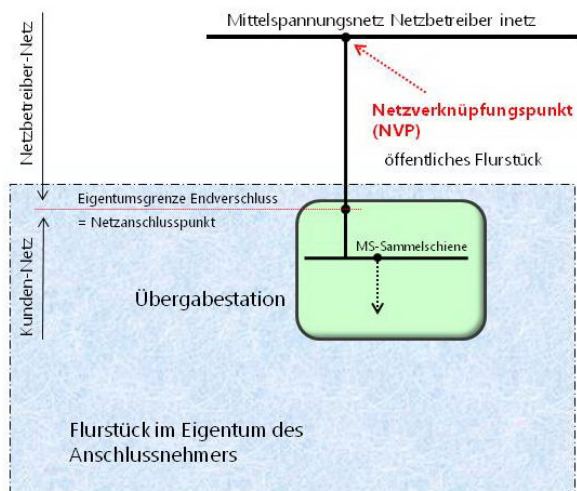 Mittelspannungsnetz Netzbetreiber inetz
Netzbetreiber-Netz
Netzverknüpfungspunkt
(NVP)
öffentliches Flurstück
Eigentumsgrenze Endverschluss
= Netzanschlusspunkt
Kunden-Netz
MS-Sammelschiene
Übergabestation
Flurstück im Eigentum des
Anschlussnehmers